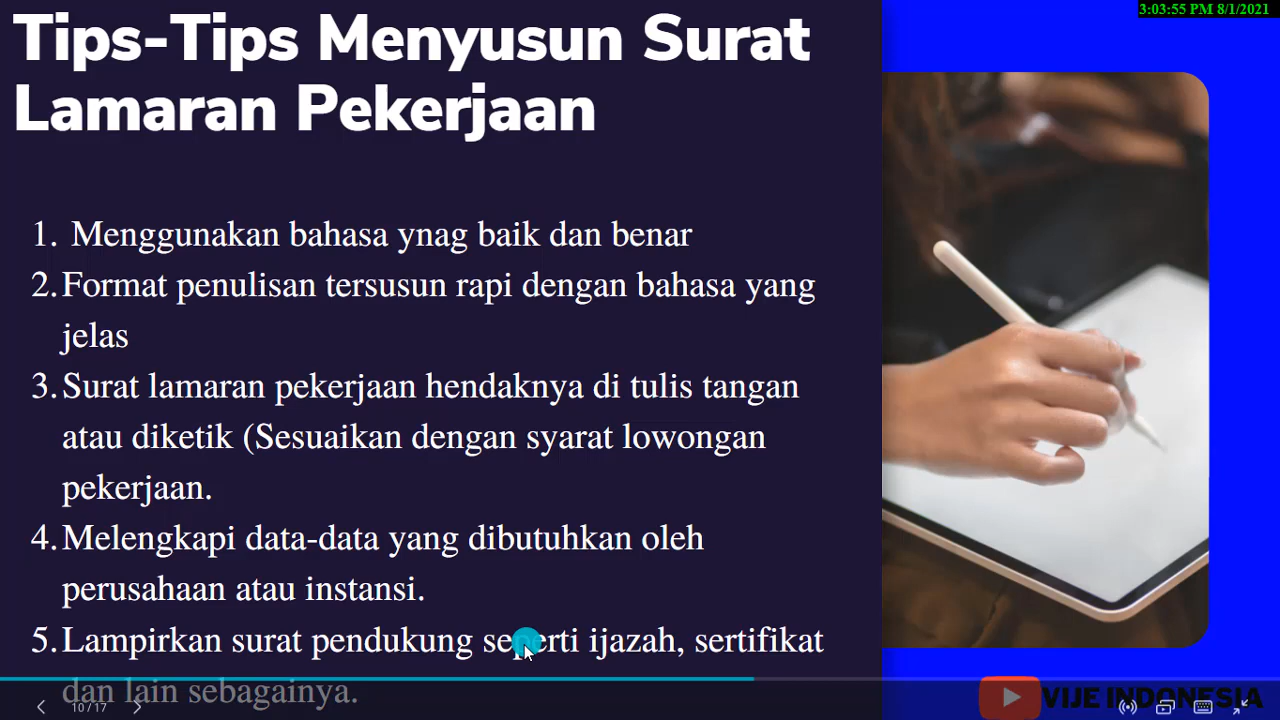 3:03:55 PM 8/1/2021
Tips-Tips Menyusun Surat
Lamaran Pekerjaan
1. Menggunakan bahasa ynag baik dan benar
2. Format penulisan tersusun rapi dengan bahasa yang
jelas
3. Surat lamaran pekerjaan hendaknya di tulis tangan
atau diketik (Sesuaikan dengan syarat lowongan
pekerjaan.
4. Melengkapi data-data yang dibutuhkan oleh
perusahaan atau instansi.
5. Lampirkan surat pendukung seperti ijazah, sertifikat
dan lain sebagainya.
10/17
VIJE INDONESIA